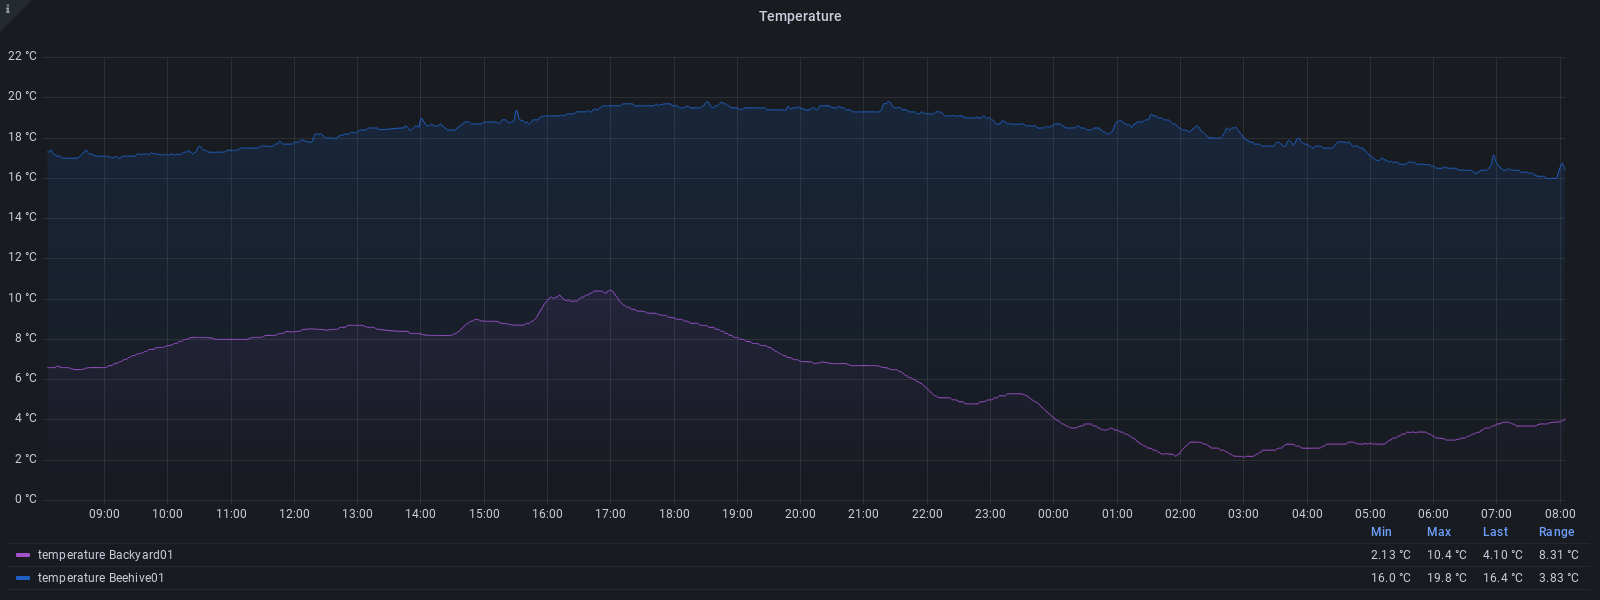 i
Temperature
22 °C
20 °C
18 °C
16 °C
14 °C
12 °C
10 °C
8 °C
6 °C
4 °C
2 °C
0 °C
09:00 10:00 11:00 12:00 13:00 14:00 15:00 16:00 17:00 18:00 19:00 20:00 21:00 22:00 23:00 00:00 01:00 02:00 03:00 04:00 05:00 06:00 07:00 08:00
Min Max Last Range
temperature Backyard01 2.13 °C 10.4 °C 4.10 °C 8.31 °C
temperature Beehive01 16.0 °C 19.8 °C 16.4 °C 3.83 °C